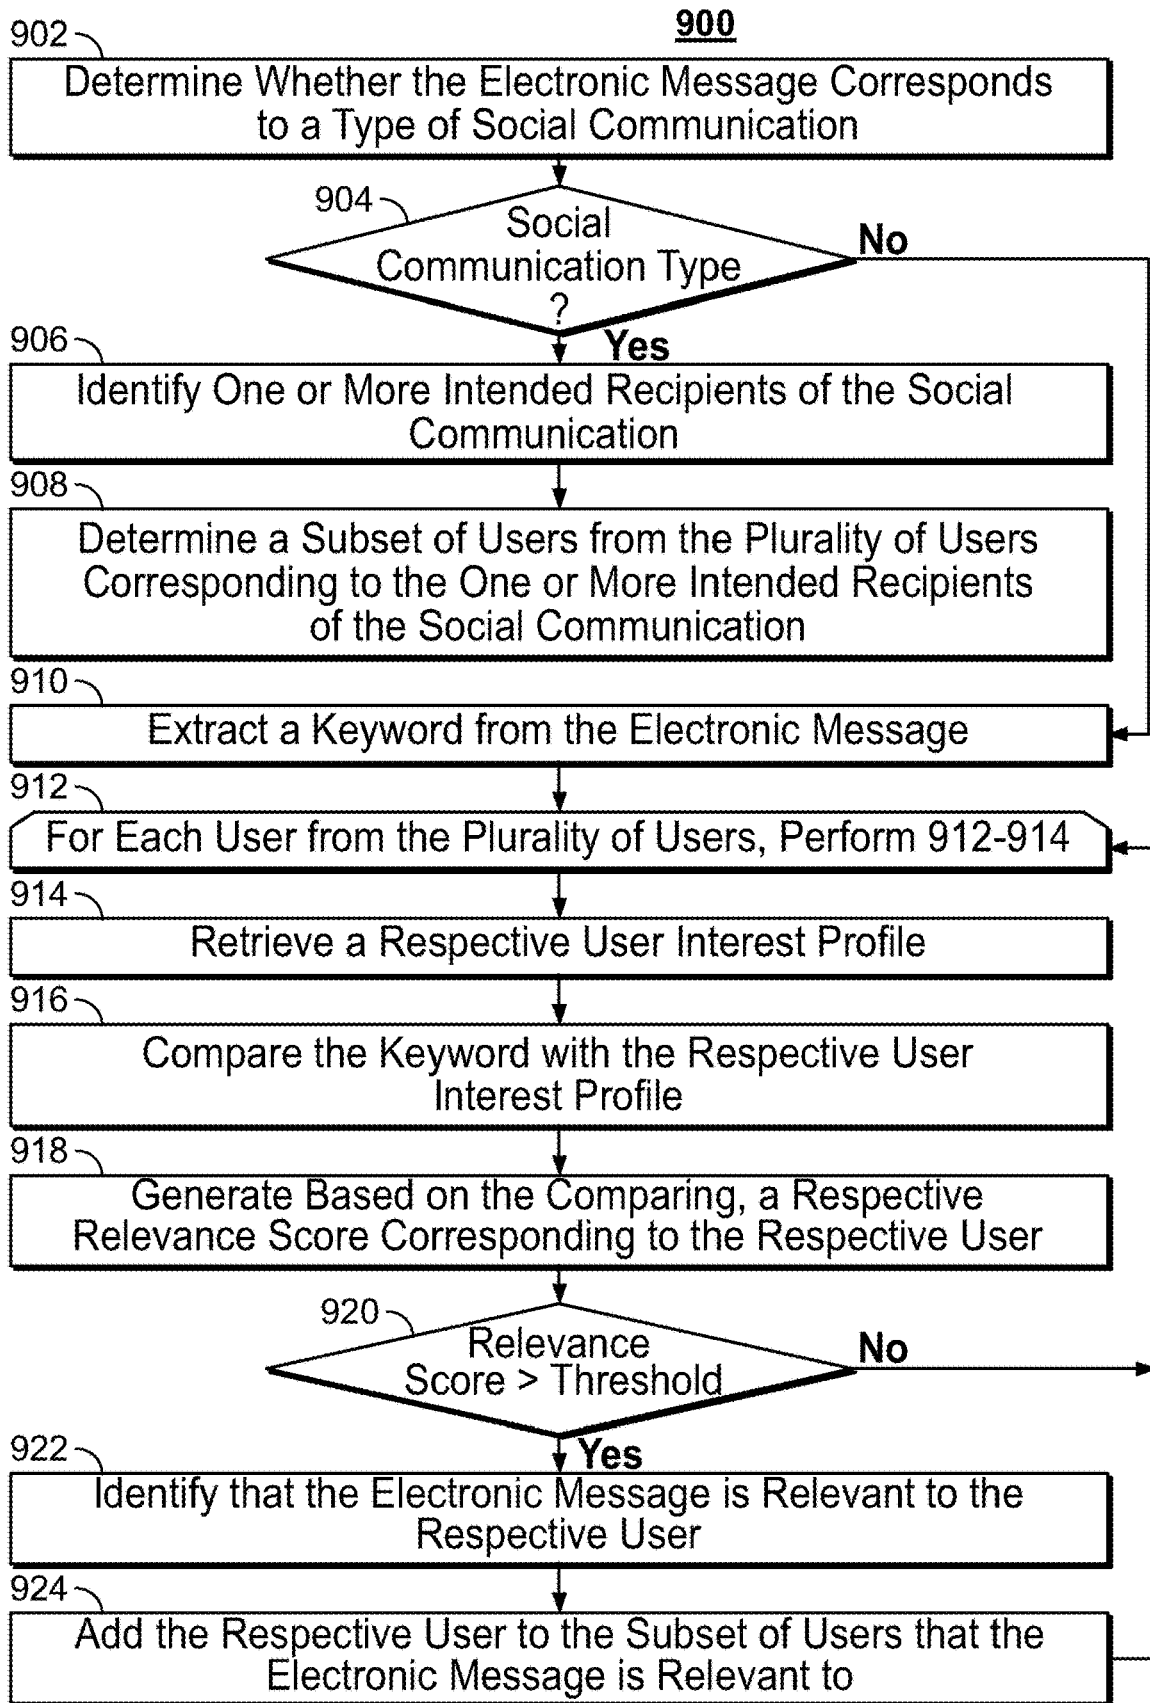 900
902
Determine Whether the Electronic Message Corresponds
to a Type of Social Communication
904
Social
Communication Type
?
No
Yes
906
Identify One or More Intended Recipients of the Social
Communication
908
Determine a Subset of Users from the Plurality of Users
Corresponding to the One or More Intended Recipients
of the Social Communication
910
Extract a Keyword from the Electronic Message
912
For Each User from the Plurality of Users, Perform 912-914
914
Retrieve a Respective User Interest Profile
916
Compare the Keyword with the Respective User
Interest Profile
918
Generate Based on the Comparing, a Respective
Relevance Score Corresponding to the Respective User
920
Relevance
Score > Threshold
No
Yes
922
Identify that the Electronic Message is Relevant to the
Respective User
924
Add the Respective User to the Subset of Users that the
Electronic Message is Relevant to